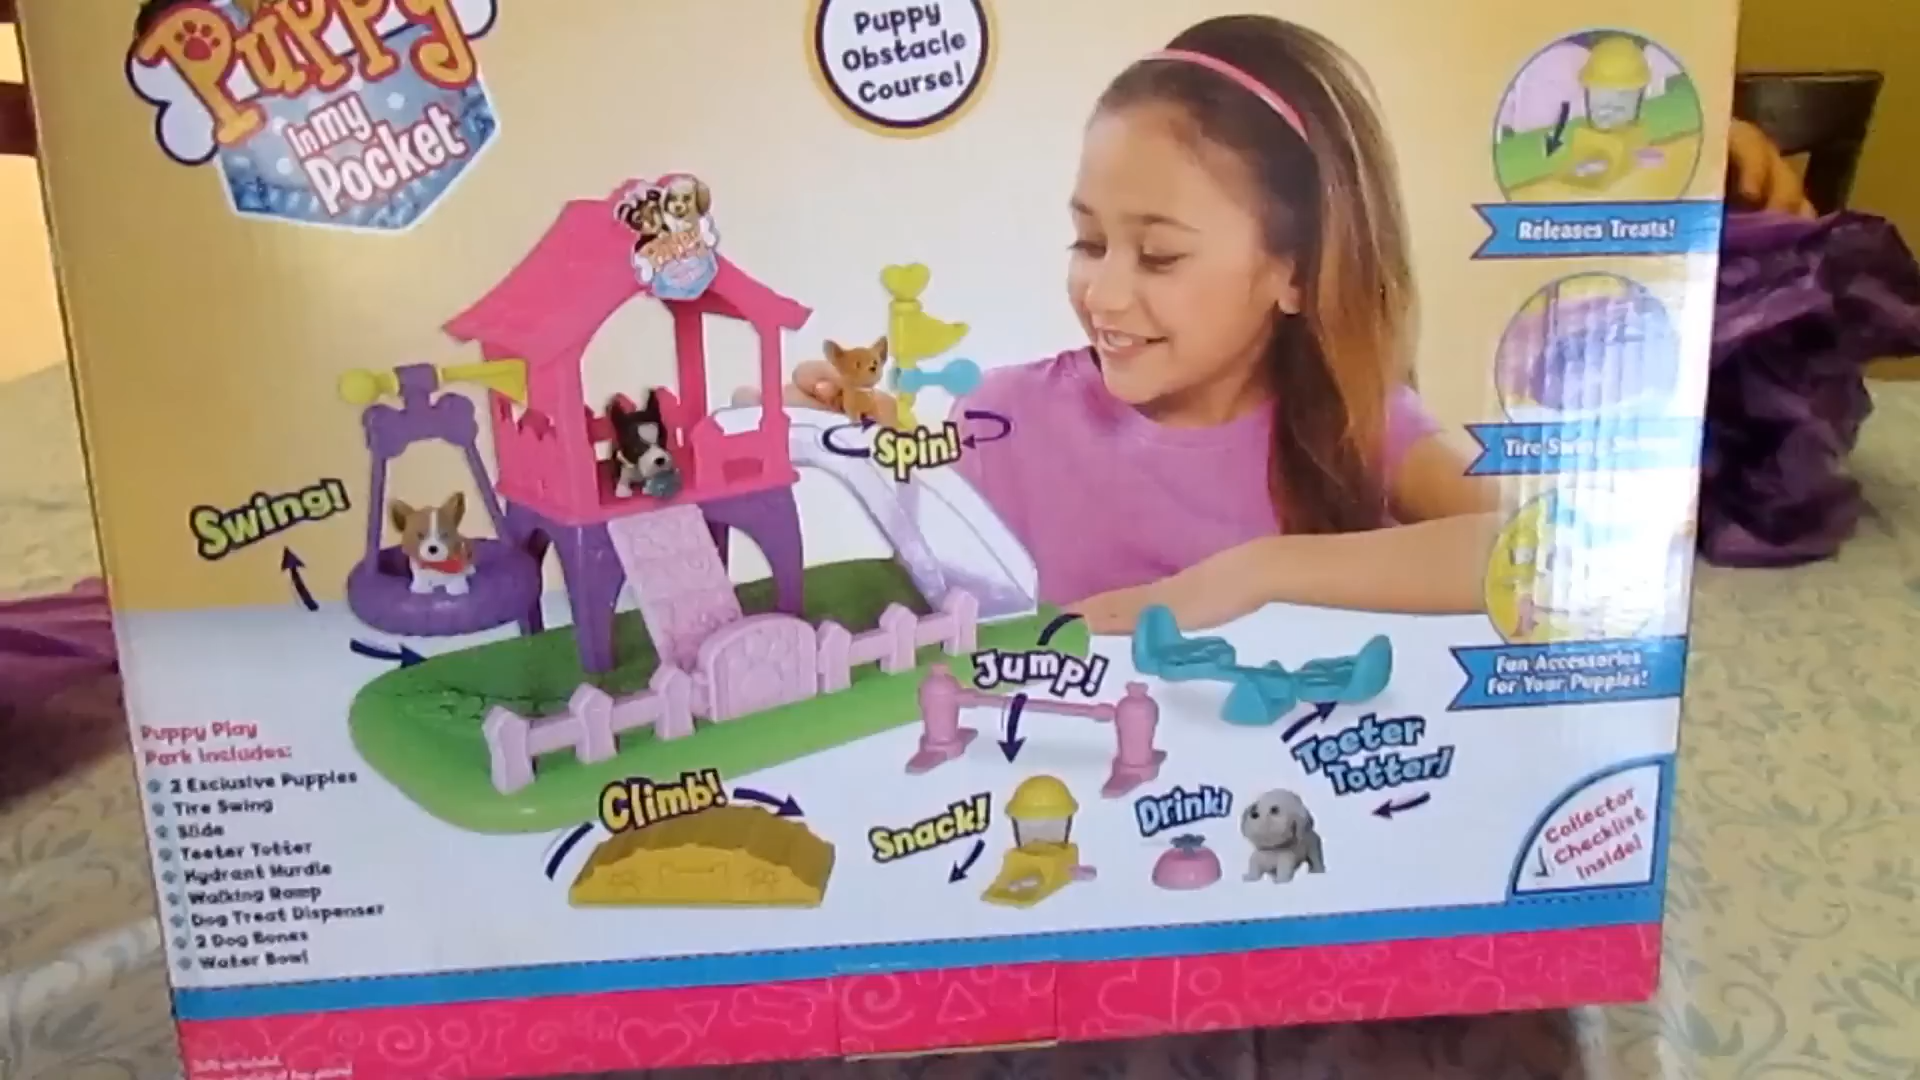 Puppy
In my
Pocket
Puppy
Obstacle
Course!
Releases Treats!
Swing!
Spin!
Tire Swing
Jump!
Fun Accessories
For Your Puppies!
Teeter
Totter!
Climb!
Snack!
Drink!
Puppy Play
Park Includes:
2 Exclusive Puppies
Tire Swing
Slide
Teeter Totter
Hydrant Hurdle
Walking Ramp
Dog Treat Dispenser
2 Dog Bones
Water Bowl
Collector
Checklist
Inside!